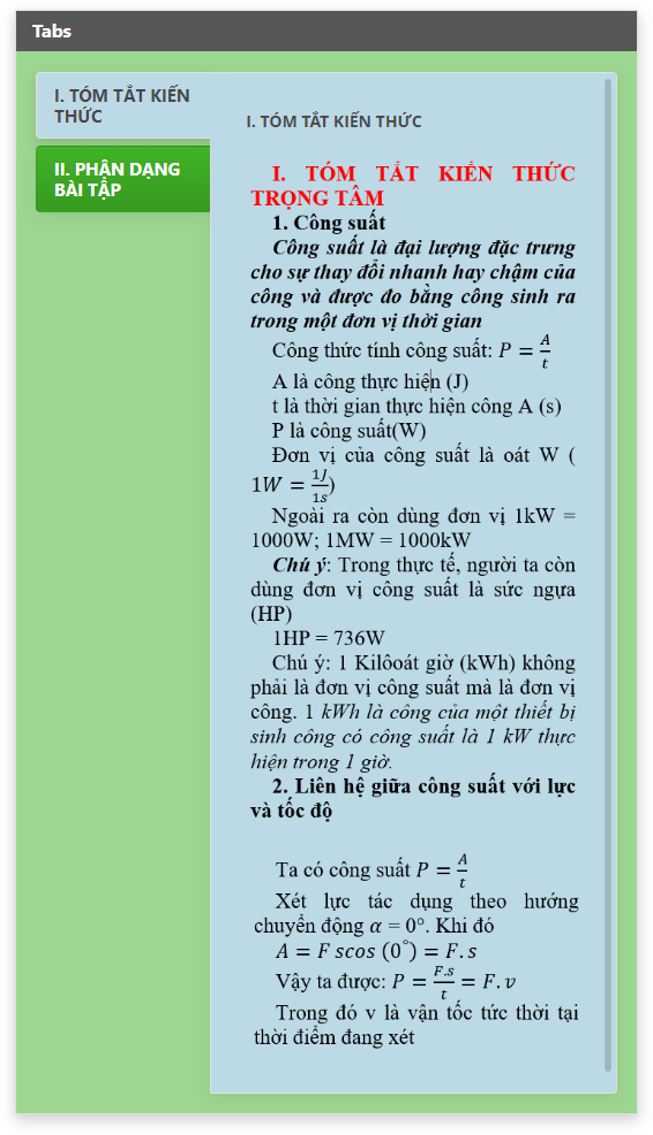 Tabs
I. TÓM TẮT KIẾN
THỨC
II. PHẬN DẠNG
BÀI TẬP
I. TÓM TẮT KIẾN THỨC
I. TÓM TẮT KIẾN THỨC
TRỌNG TÂM
1. Công suất
Công suất là đại lượng đặc trưng
cho sự thay đổi nhanh hay chậm của
công và được đo bằng công sinh ra
trong một đơn vị thời gian
Công thức tính công suất: P = A/t
A là công thực hiện (J)
t là thời gian thực hiện công A (s)
P là công suất(W)
Đơn vị của công suất là oát W (
1W = 1J/1s)
Ngoài ra còn dùng đơn vị 1kW =
1000W; 1MW = 1000kW
Chú ý: Trong thực tế, người ta còn
dùng đơn vị công suất là sức ngựa
(HP)
1HP = 736W
Chú ý: 1 Kilôoát giờ (kWh) không
phải là đơn vị công suất mà là đơn vị
công. 1 kWh là công của một thiết bị
sinh công có công suất là 1 kW thực
hiện trong 1 giờ.
2. Liên hệ giữa công suất với lực
và tốc độ
Ta có công suất P = A/t
Xét lực tác dụng theo hướng
chuyển động α = 0°. Khi đó
A = F scos (0°) = F.s
Vậy ta được: P = F.s/t = F.v
Trong đó v là vận tốc tức thời tại
thời điểm đang xét